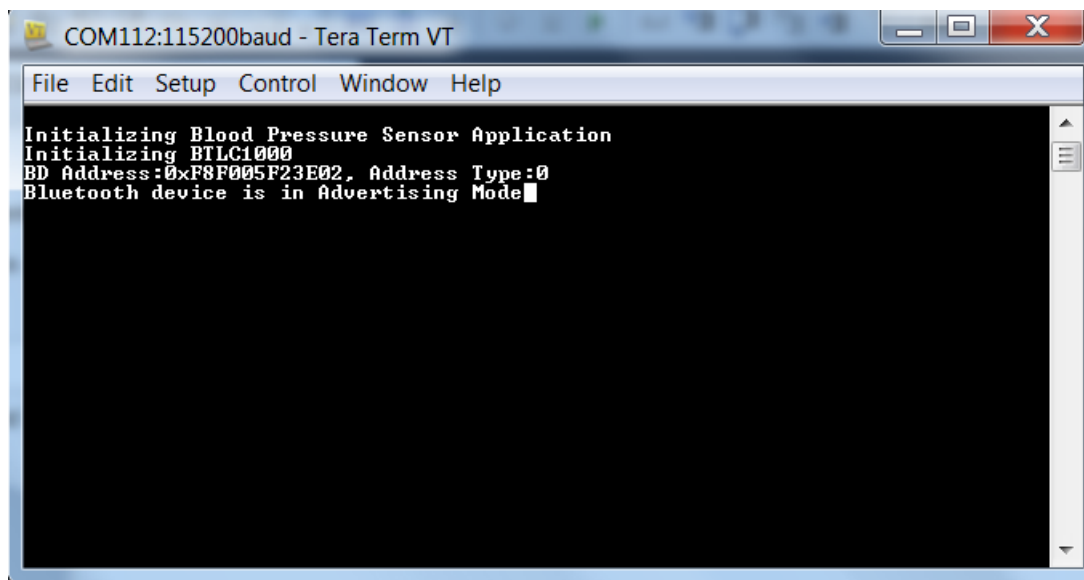 COM112:115200baud - Tera Term VT
File Edit Setup Control Window Help
Initializing Blood Pressure Sensor Application
Initializing BTLC1000
BD Address:0xF8F005F23E02, Address Type:0
Bluetooth device is in Advertising Mode